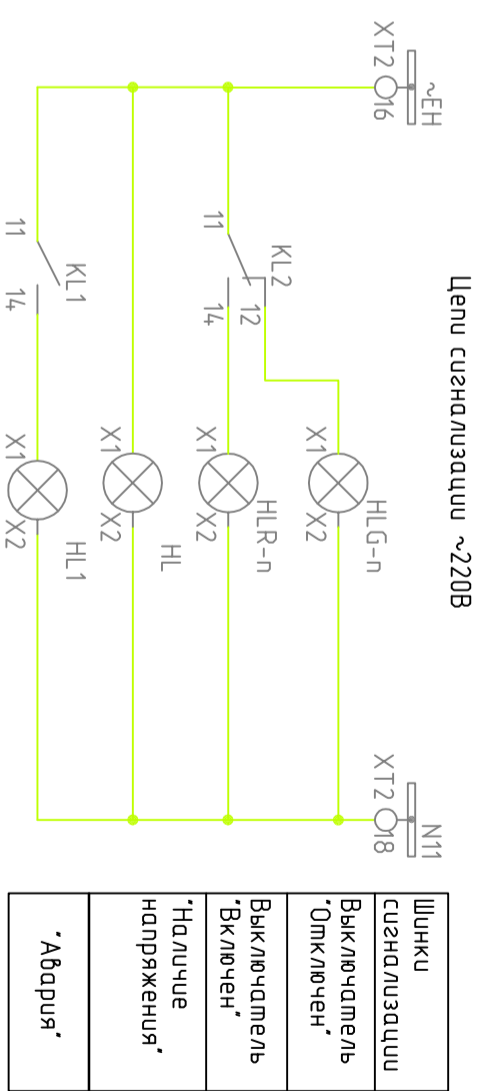 Цепи сигнализации ~220В
~EH
XT2
16
N11
XT2
18
Шинки
сигнализации
KL2
11
12
14
X1
X2
HLG-n
Выключатель
"Отключен"
X1
X2
HLR-n
Выключатель
"Включен"
X1
X2
HL
"Наличие
напряжения"
11
KL1
14
X1
X2
HL1
"Авария"